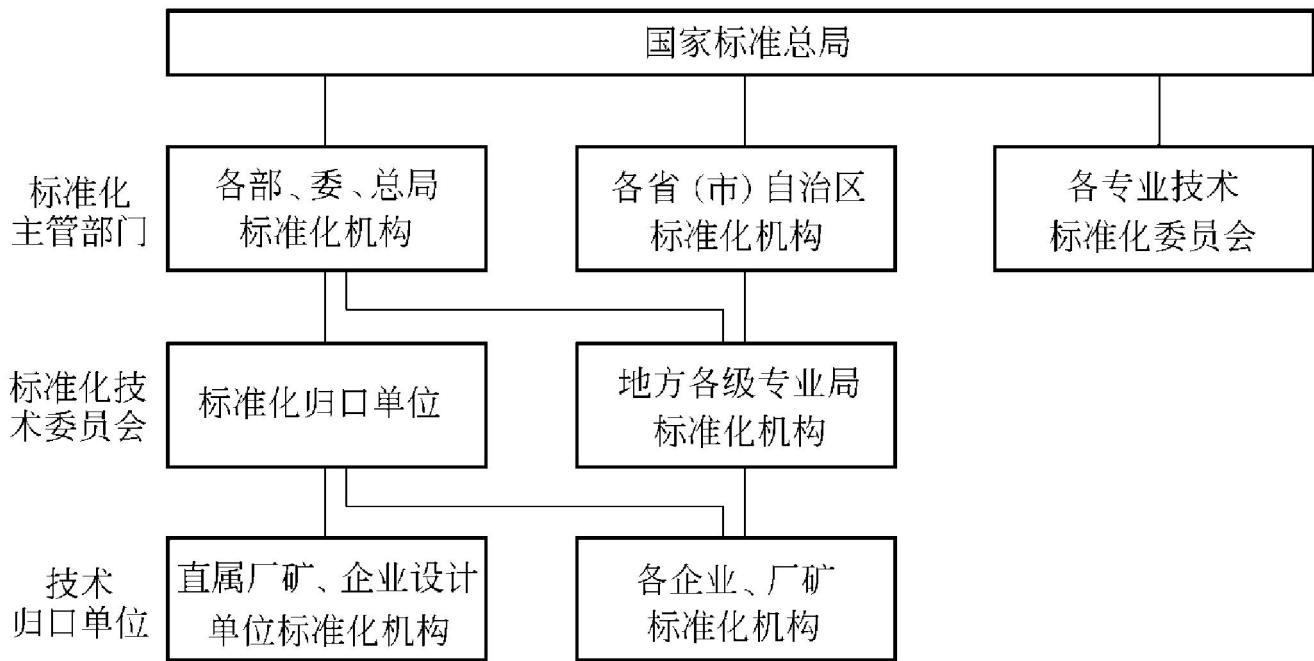 国家标准总局
标准化
主管部门
各部、委、总局
标准化机构
各省（市）自治区
标准化机构
各专业技术
标准化委员会
标准化技
术委员会
标准化归口单位
地方各级专业局
标准化机构
技术
归口单位
直属厂矿、企业设计
单位标准化机构
各企业、厂矿
标准化机构